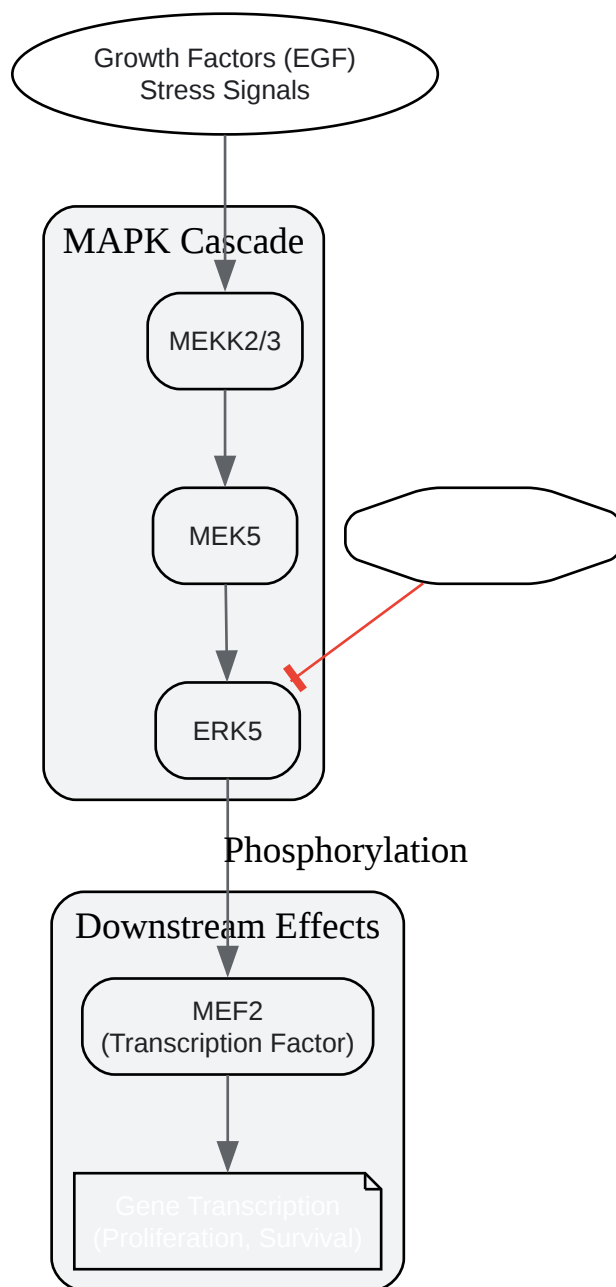 Growth Factors (EGF)
Stress Signals
MAPK Cascade
MEKK2/3
MEK5
ERK5
Phosphorylation
Downstream Effects
MEF2
(Transcription Factor)
Gene Transcription
(Proliferation, Survival)